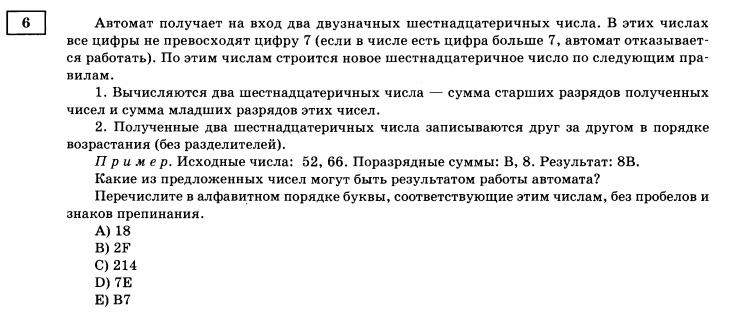 6
Автомат получает на вход два двузначных шестнадцатеричных числа. В этих числах
все цифры не превосходят цифру 7 (если в числе есть цифра больше 7, автомат отказывает-
ся работать). По этим числам строится новое шестнадцатеричное число по следующим пра-
вилам.
1. Вычисляются два шестнадцатеричных числа — сумма старших разрядов полученных
чисел и сумма младших разрядов этих чисел.
2. Полученные два шестнадцатеричных числа записываются друг за другом в порядке
возрастания (без разделителей).
Пример. Исходные числа: 52, 66. Поразрядные суммы: B, 8. Результат: 8B.
Какие из предложенных чисел могут быть результатом работы автомата?
Перечислите в алфавитном порядке буквы, соответствующие этим числам, без пробелов и
знаков препинания.
A) 18
B) 2F
C) 214
D) 7E
E) B7